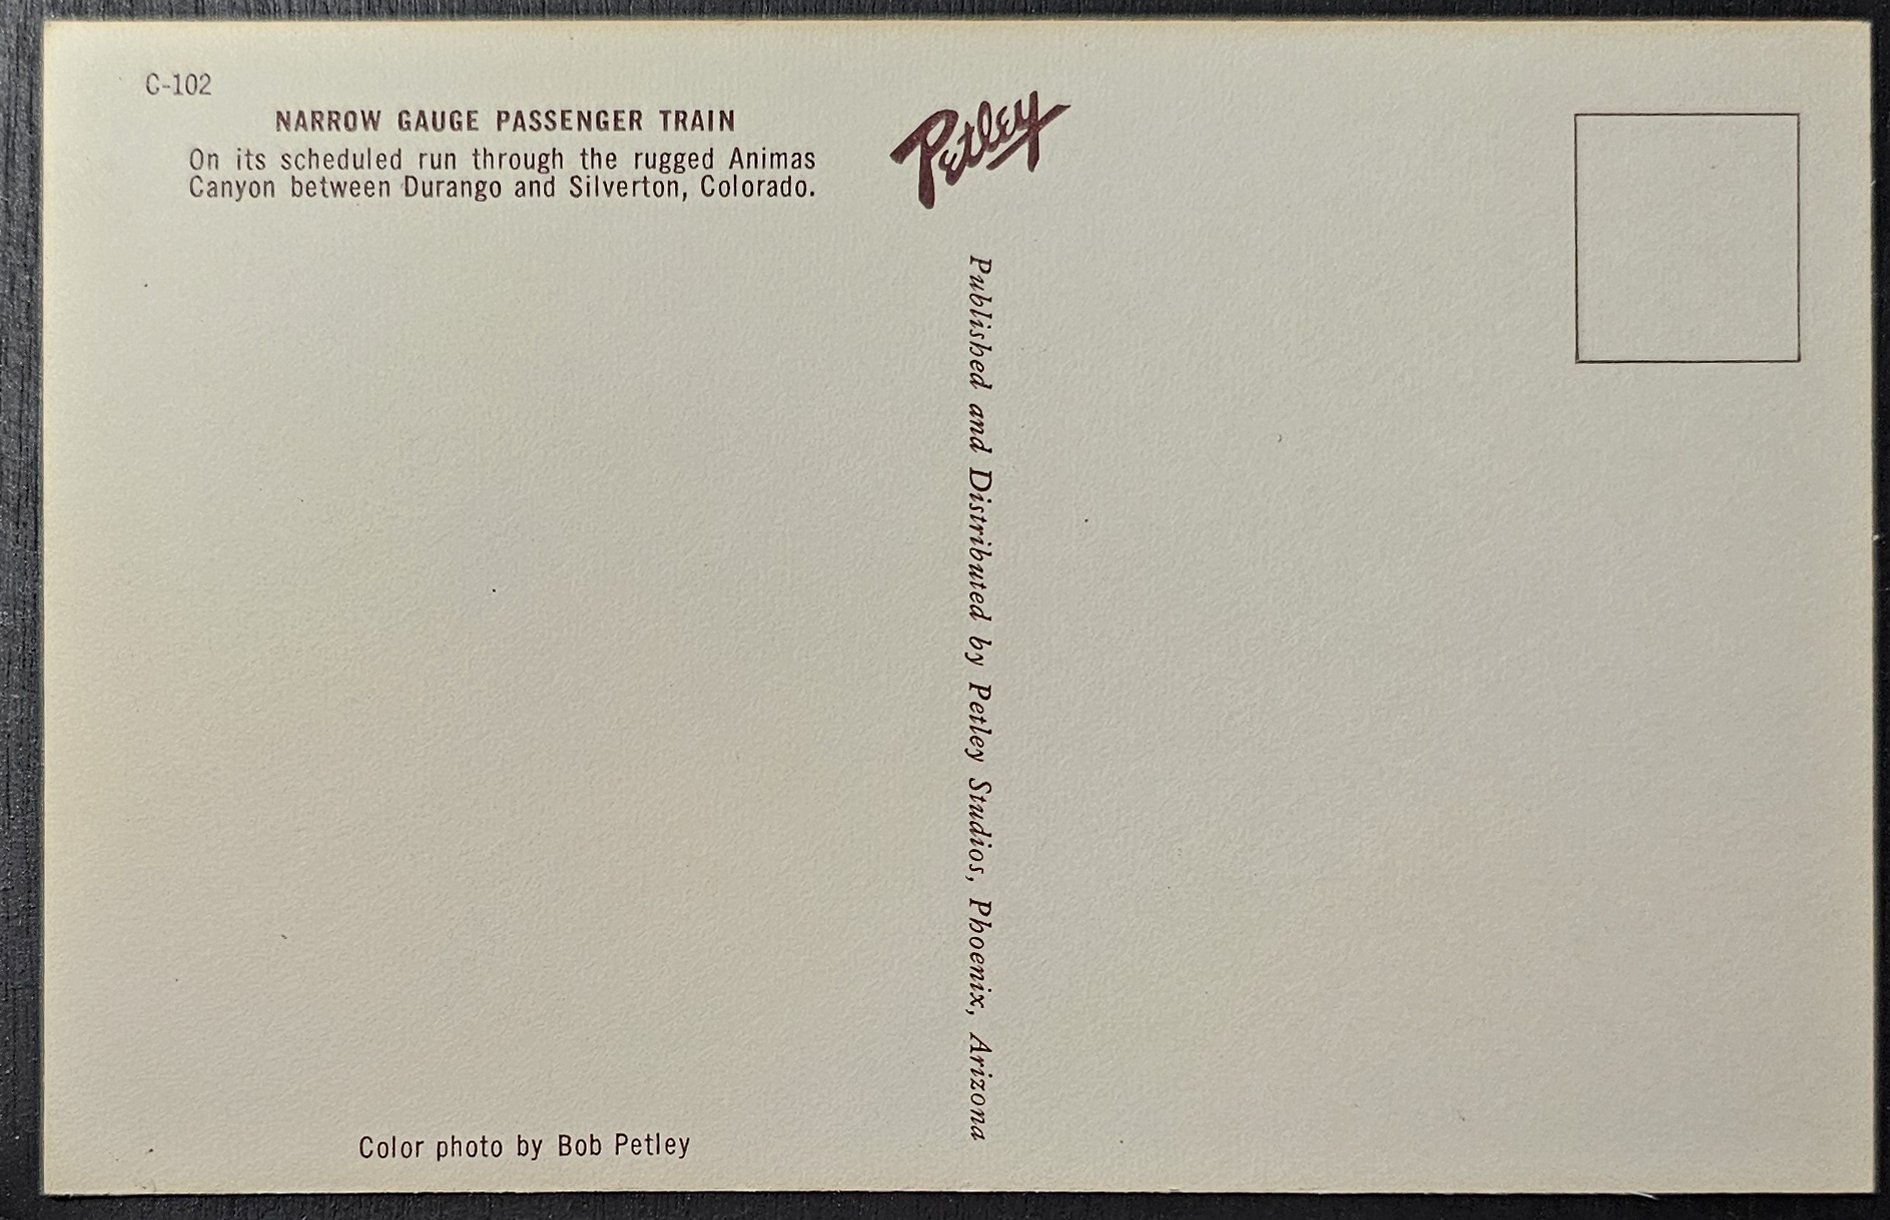 C-102
NARROW GAUGE PASSENGER TRAIN
On its scheduled run through the rugged Animas
Canyon between Durango and Silverton, Colorado.
Petley
Published and Distributed by Petley Studios, Phoenix, Arizona
Color photo by Bob Petley